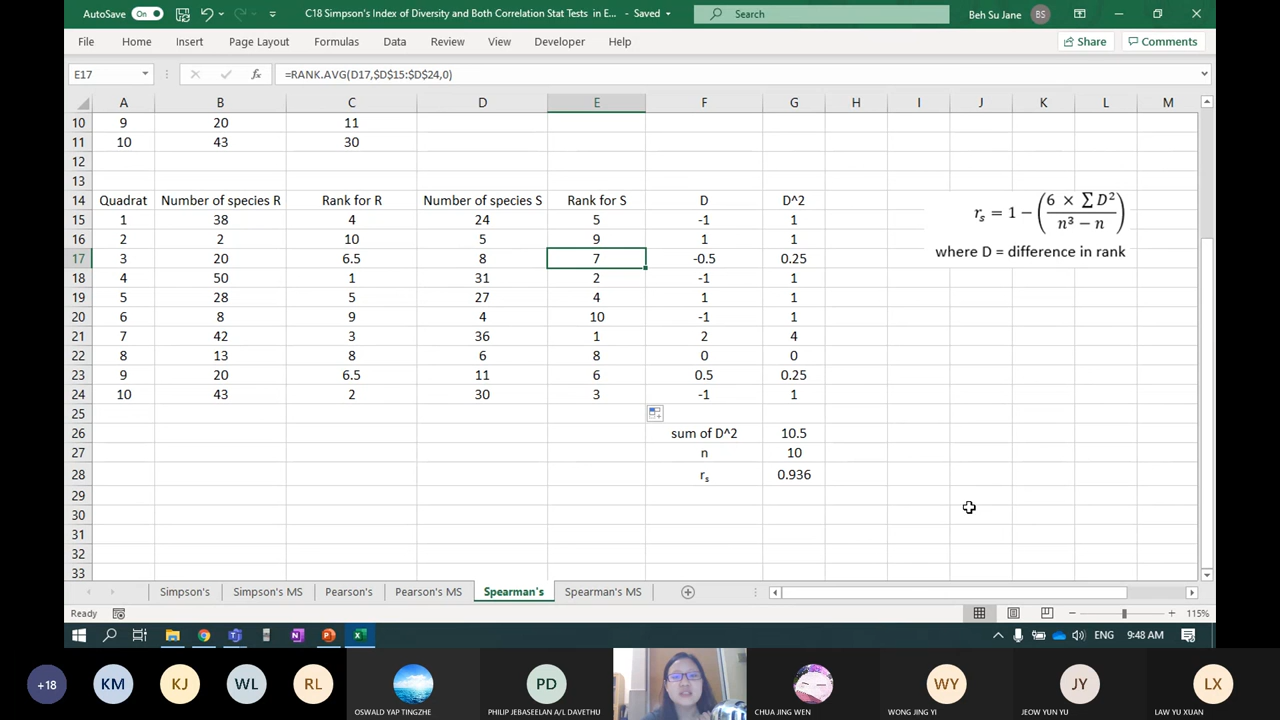 AutoSave On C18 Simpson's Index of Diversity and Both Correlation Stat Tests in E... - Saved Search Beh Su Jane BS
File Home Insert Page Layout Formulas Data Review View Developer Help Share Comments
E17 fx =RANK.AVG(D17,$D$15:$D$24,0)
A B C D E F G H I J K L M
10 9 20 11
11 10 43 30
12
13
14 Quadrat Number of species R Rank for R Number of species S Rank for S D D^2
15 1 38 4 24 5 -1 1
16 2 2 10 5 9 1 1
17 3 20 6.5 8 7 -0.5 0.25
18 4 50 1 31 2 -1 1
19 5 28 5 27 4 1 1
20 6 8 9 4 10 -1 1
21 7 42 3 36 1 2 4
22 8 13 8 6 8 0 0
23 9 20 6.5 11 6 0.5 0.25
24 10 43 2 30 3 -1 1
25
26 sum of D^2 10.5
27 n 10
28 rs 0.936
29
30
31
32
33
rs = 1 − (6 × ∑D² / n³ − n)
where D = difference in rank
Simpson's Simpson's MS Pearson's Pearson's MS Spearman's Spearman's MS
Ready 115%
ENG 9:48 AM
+18 KM KJ WL RL PD WY JY LX
OSWALD YAP TINGZHE PHILIP JEBASEELAN A/L DAVETHU CHUA JING WEN WONG JING YI JEOW YUN YU LAW YU XUAN